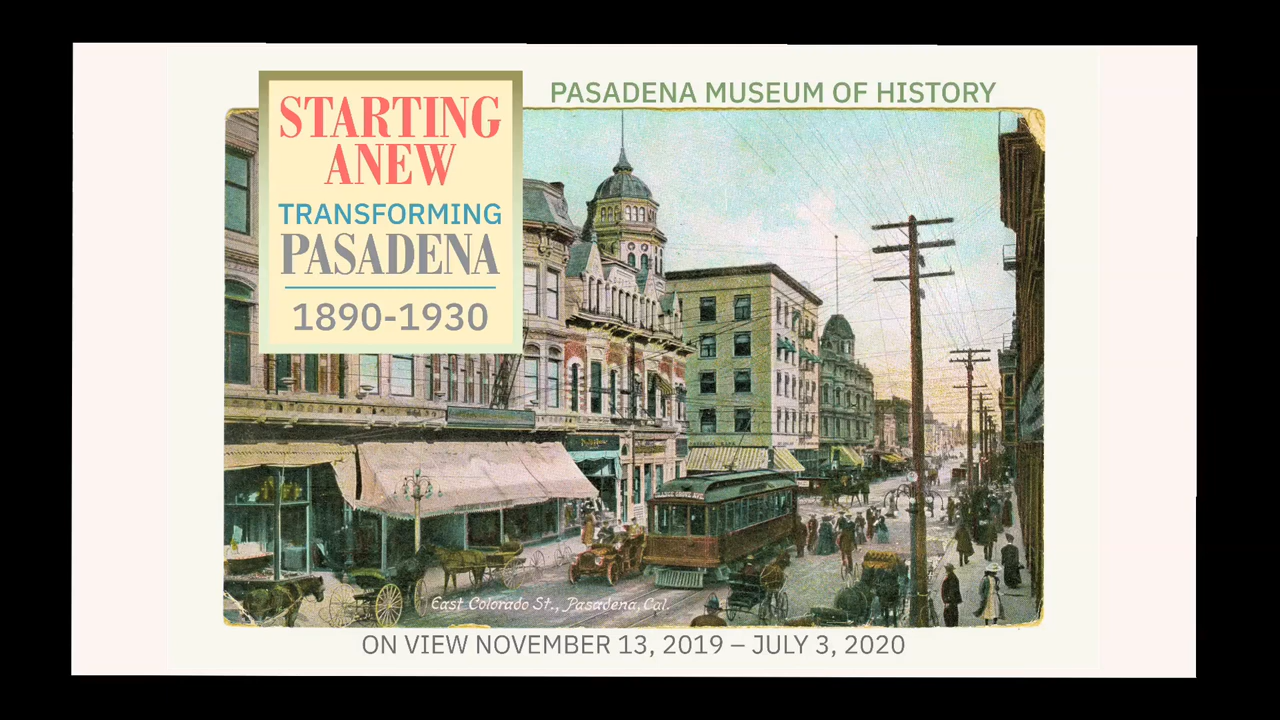 STARTING
ANEW
TRANSFORMING
PASADENA
1890-1930
PASADENA MUSEUM OF HISTORY
East Colorado St., Pasadena, Cal.
ON VIEW NOVEMBER 13, 2019 – JULY 3, 2020